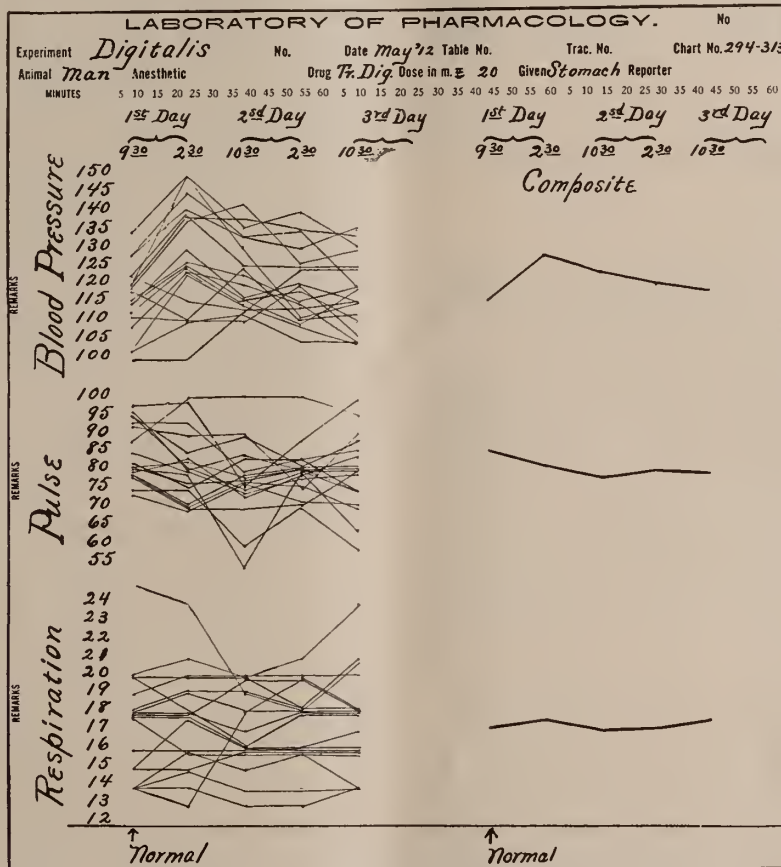 LABORATORY OF PHARMACOLOGY. No
Experiment Digitalis No. Date May '12 Table No. Trac. No. Chart No. 294-313
Animal Man Anesthetic Drug Tr. Dig. Dose in m. 20 Given Stomach Reporter
MINUTES 5 10 15 20 25 30 35 40 45 50 55 60 5 10 15 20 25 30 35 40 45 50 55 60 5 10 15 20 25 30 35 40 45 50 55 60
1st Day 2sd Day 3rd Day 1st Day 2sd Day 3rd Day
9 30 2 30 10 30 2 30 10 30 9 30 2 30 10 30 2 30 10 30
Composite
REMARKS
Blood Pressure
150
145
140
135
130
125
120
115
110
105
100
REMARKS
Pulse
100
95
90
85
80
75
70
65
60
55
REMARKS
Respiration
24
23
22
21
20
19
18
17
16
15
14
13
12
Normal Normal